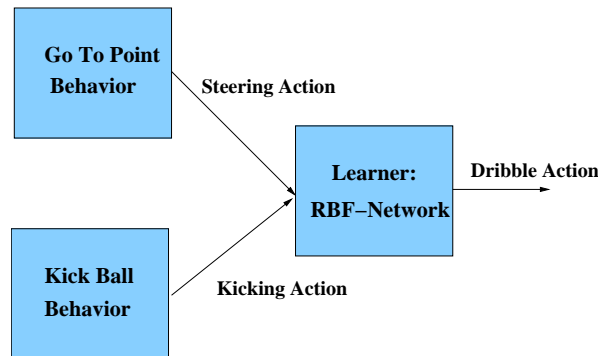 Go To Point
Behavior
Steering Action
Learner:
RBF−Network
Dribble Action
Kick Ball
Behavior
Kicking Action